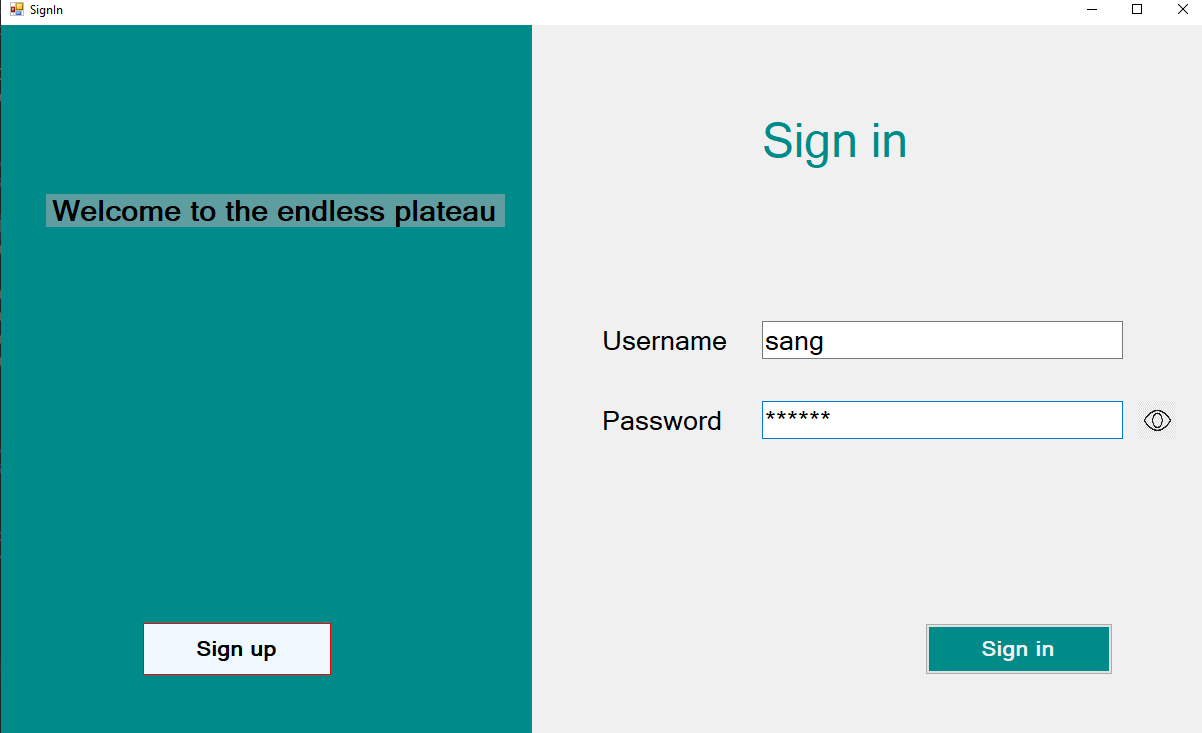 SignIn
Welcome to the endless plateau
Sign up
Sign in
Username
sang
Password
******
Sign in